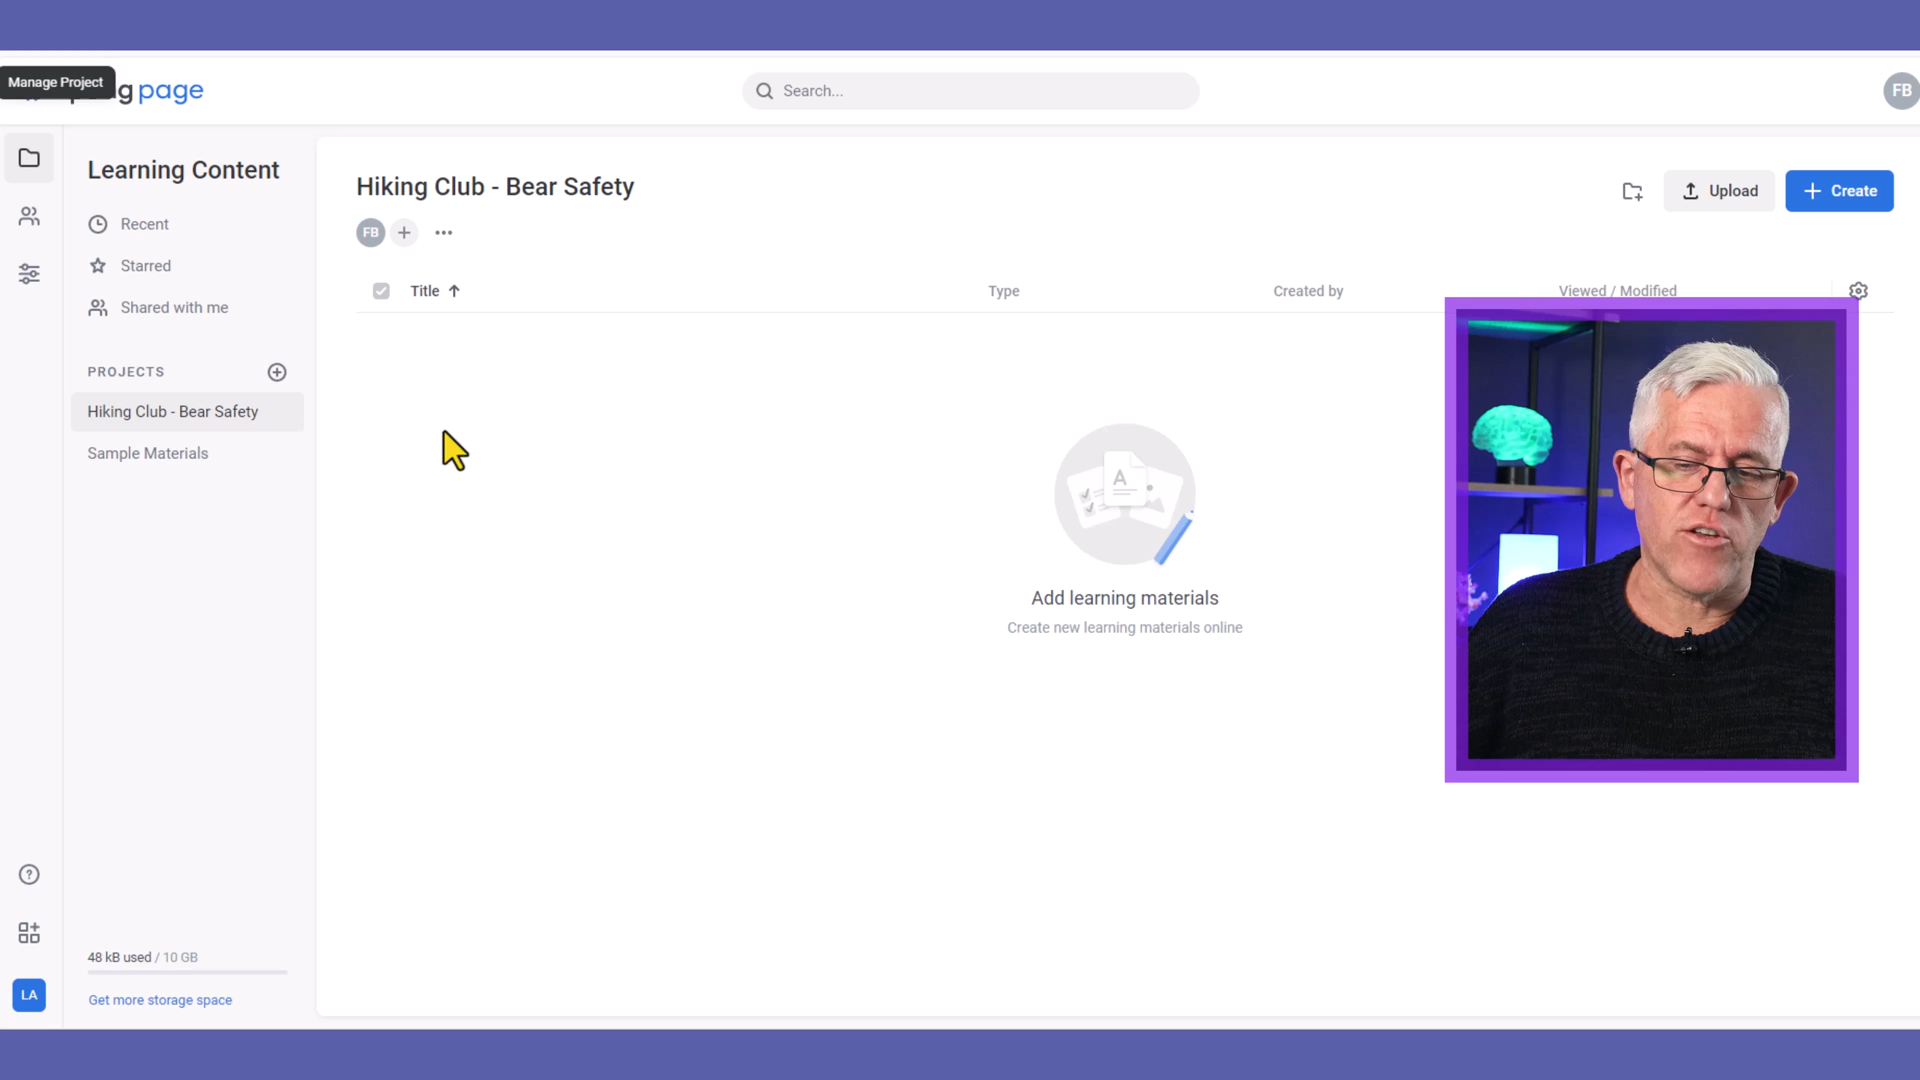 Manage Project
g page
Search...
FB
Learning Content
Recent
Starred
Shared with me
PROJECTS
Hiking Club - Bear Safety
Sample Materials
48 kB used / 10 GB
Get more storage space
LA
Hiking Club - Bear Safety
FB
Upload
Create
Title
Type
Created by
Viewed / Modified
A
Add learning materials
Create new learning materials online